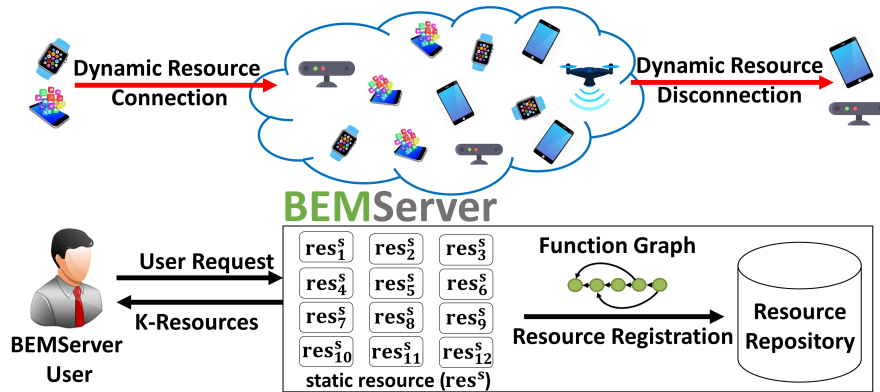 Dynamic Resource
Connection
Dynamic Resource
Disconnection
BEMServer
User Request
K-Resources
BEMServer
User
res₁ˢ res₂ˢ res₃ˢ
res₄ˢ res₅ˢ res₆ˢ
res₇ˢ res₈ˢ res₉ˢ
res₁₀ˢ res₁₁ˢ res₁₂ˢ
static resource (resˢ)
Function Graph
Resource Registration
Resource
Repository